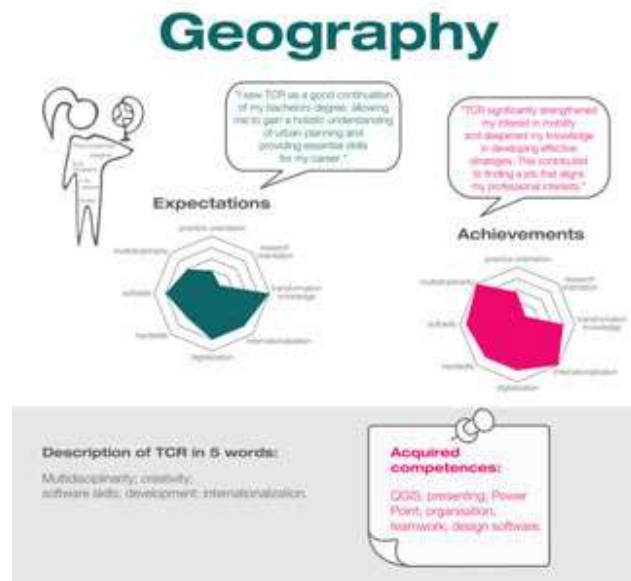 Geography
"I saw TCR as a good continuation
of my bachelors degree, allowing
me to gain a holistic understanding
of urban planning and
providing essential skills
for my career."
"TCR significantly strengthened
my interest in mobility
and deepened my knowledge
in developing effective
strategies. This contributed
to finding a job that aligns
my professional interests."
Expectations
practice orientation
research
orientation
transformation
knowledge
internationalization
digitalization
hardskills
softskills
multidisciplinarity
Achievements
practice orientation
research
orientation
transformation
knowledge
internationalization
digitalization
hardskills
softskills
multidisciplinarity
Description of TCR in 5 words:
Multidisciplinarity; creativity;
software skills; development; internationalization.
Acquired
competences:
QGIS; presenting; Power
Point; organisation;
teamwork; design software.